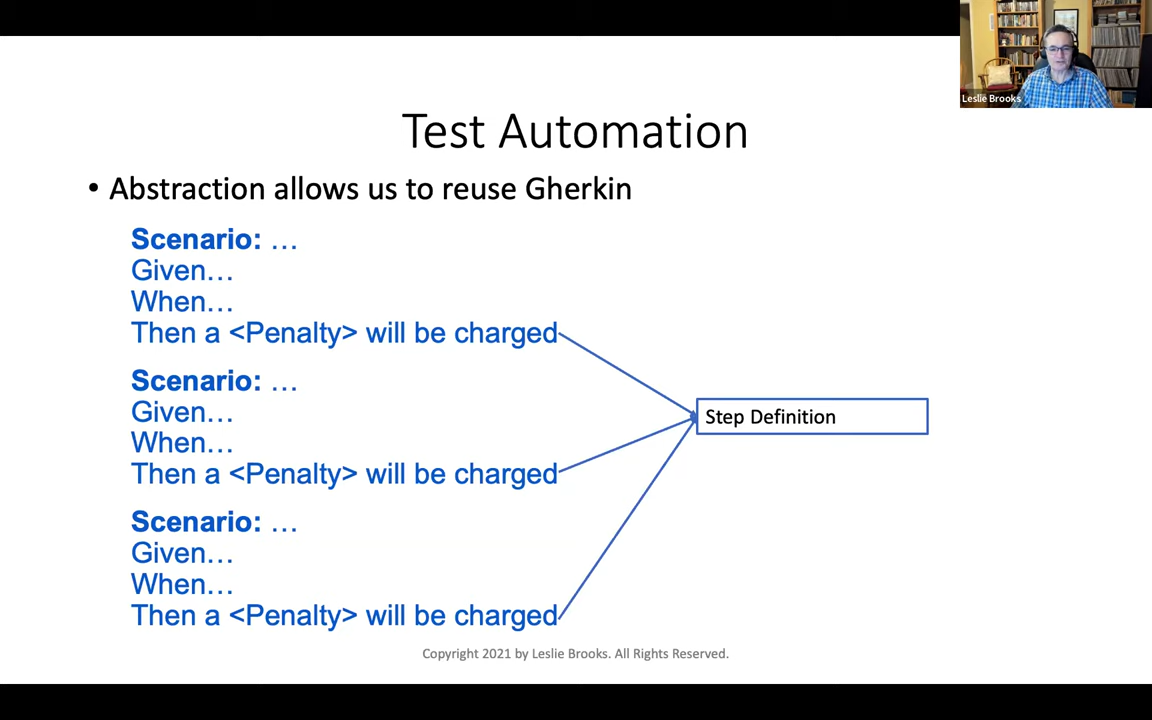 Leslie Brooks
Test Automation
• Abstraction allows us to reuse Gherkin
Scenario: …
Given…
When…
Then a <Penalty> will be charged
Scenario: …
Given…
When…
Then a <Penalty> will be charged
Scenario: …
Given…
When…
Then a <Penalty> will be charged
Step Definition
Copyright 2021 by Leslie Brooks. All Rights Reserved.